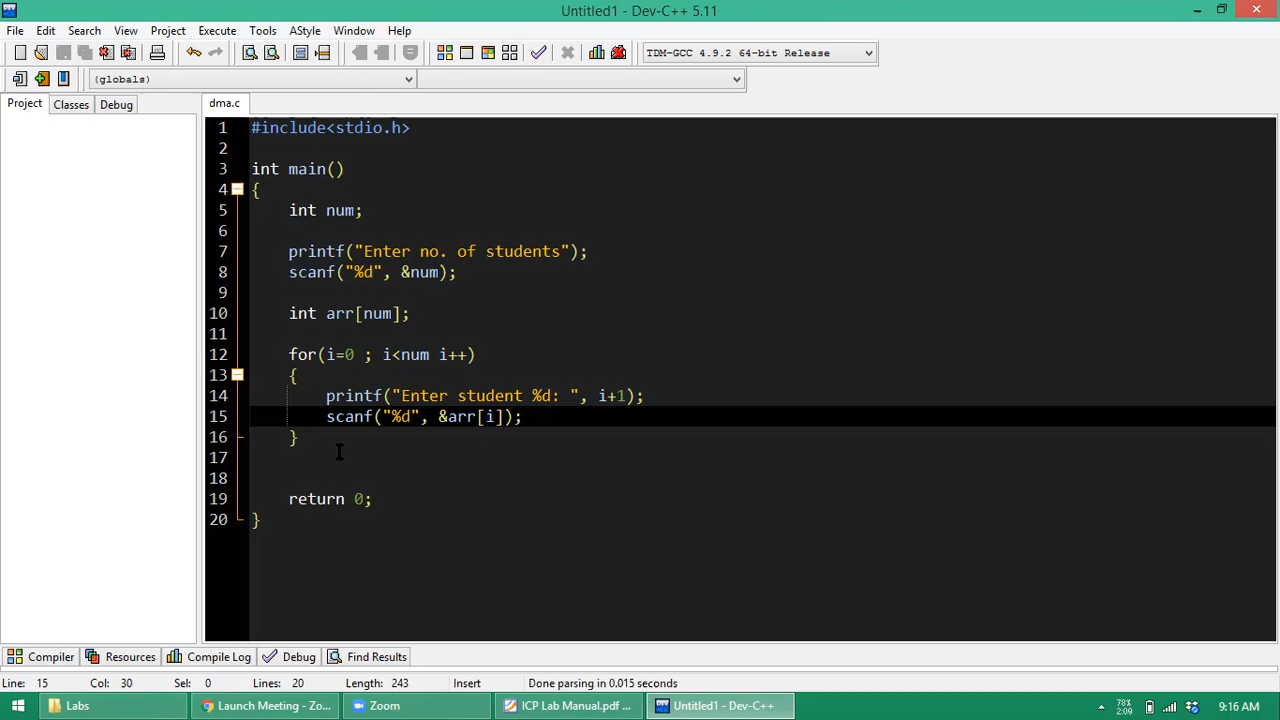 Untitled1 - Dev-C++ 5.11
File Edit Search View Project Execute Tools AStyle Window Help
TDM-GCC 4.9.2 64-bit Release
(globals)
Project Classes Debug dma.c
1 #include<stdio.h>
2
3 int main()
4 {
5 int num;
6
7 printf("Enter no. of students");
8 scanf("%d", &num);
9
10 int arr[num];
11
12 for(i=0 ; i<num i++)
13 {
14 printf("Enter student %d: ", i+1);
15 scanf("%d", &arr[i]);
16 }
17
18
19 return 0;
20 }
Compiler Resources Compile Log Debug Find Results
Line: 15 Col: 30 Sel: 0 Lines: 20 Length: 243 Insert Done parsing in 0.015 seconds
Labs Launch Meeting - Zo... Zoom ICP Lab Manual.pdf ... Untitled1 - Dev-C++ ... 78% 2:09 9:16 AM